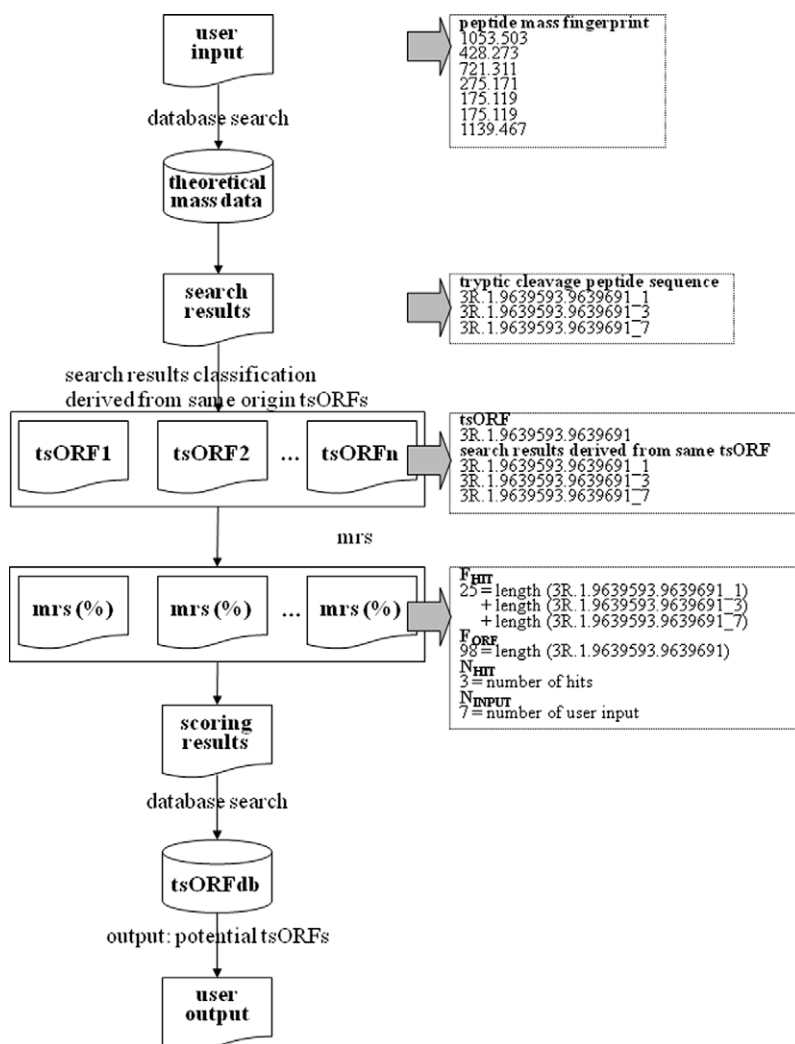 user
input
peptide mass fingerprint
1053.503
428.273
721.311
275.171
175.119
175.119
1139.467
database search
theoretical
mass data
search
results
tryptic cleavage peptide sequence
3R.1.9639593.9639691_1
3R.1.9639593.9639691_3
3R.1.9639593.9639691_7
search results classification
derived from same origin tsORFs
tsORF1
tsORF2
...
tsORFn
tsORF
3R.1.9639593.9639691
search results derived from same tsORF
3R.1.9639593.9639691_1
3R.1.9639593.9639691_3
3R.1.9639593.9639691_7
mrs
mrs (%)
mrs (%)
...
mrs (%)
FHIT
25 = length (3R.1.9639593.9639691_1)
+ length (3R.1.9639593.9639691_3)
+ length (3R.1.9639593.9639691_7)
FORF
98 = length (3R.1.9639593.9639691)
NHIT
3 = number of hits
NINPUT
7 = number of user input
scoring
results
database search
tsORFdb
output: potential tsORFs
user
output